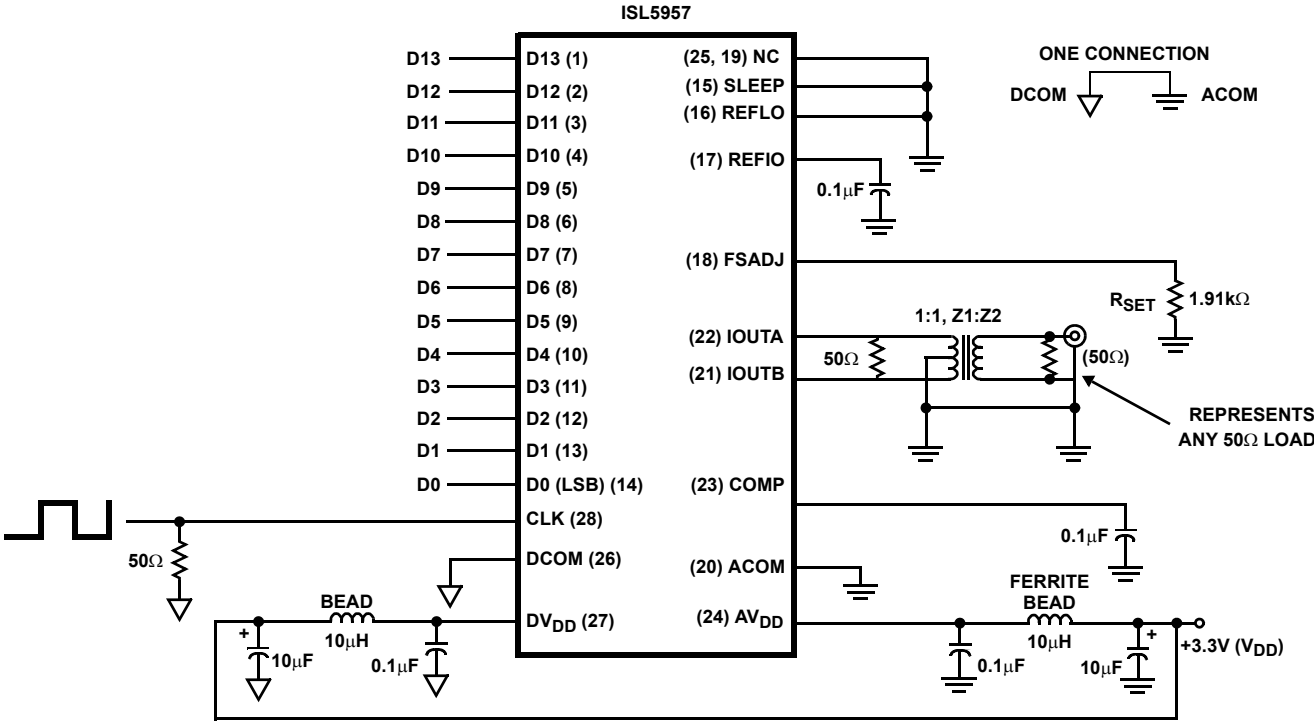 ISL5957
D13
D12
D11
D10
D9
D8
D7
D6
D5
D4
D3
D2
D1
D0
D13 (1)
D12 (2)
D11 (3)
D10 (4)
D9 (5)
D8 (6)
D7 (7)
D6 (8)
D5 (9)
D4 (10)
D3 (11)
D2 (12)
D1 (13)
D0 (LSB) (14)
CLK (28)
DCOM (26)
DVDD (27)
(25, 19) NC
(15) SLEEP
(16) REFLO
(17) REFIO
(18) FSADJ
(22) IOUTA
(21) IOUTB
(23) COMP
(20) ACOM
(24) AVDD
50Ω
BEAD
+
10µH
10µF
0.1µF
ONE CONNECTION
DCOM
ACOM
0.1µF
RSET
1.91kΩ
1:1, Z1:Z2
50Ω
(50Ω)
REPRESENTS
ANY 50Ω LOAD
0.1µF
FERRITE
BEAD
10µH
+
+3.3V (VDD)
0.1µF
10µF